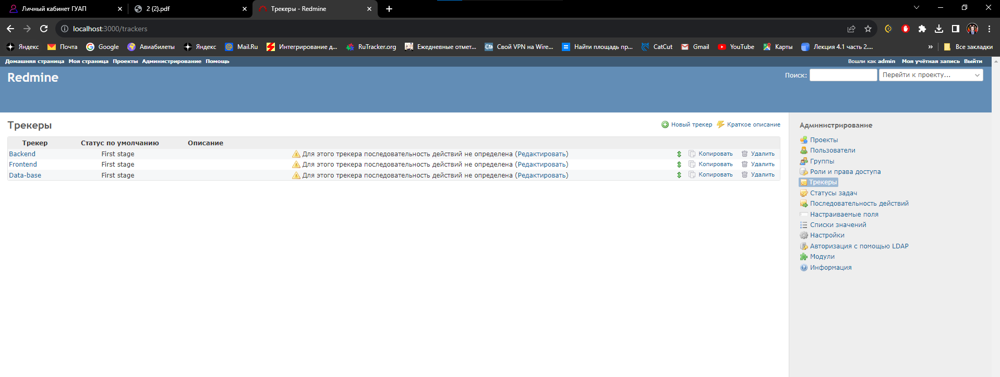 Личный кабинет ГУАП
2 (2).pdf
Трекеры - Redmine
localhost:3000/trackers
Яндекс
Почта
Google
Авиабилеты
Яндекс
Mail.Ru
Интегрирование д...
RuTracker.org
Ежедневные отмет...
Свой VPN на Wire...
Найти площадь пр...
CatCut
Gmail
YouTube
Карты
Лекция 4.1 часть 2....
»
Все закладки
Домашняя страница Моя страница Проекты Администрирование Помощь
Вошли как admin Моя учётная запись Выйти
Redmine
Поиск:
Перейти к проекту...
Трекеры
Новый трекер
Краткое описание
Трекер Статус по умолчанию Описание
Backend First stage Для этого трекера последовательность действий не определена (Редактировать) Копировать Удалить
Frontend First stage Для этого трекера последовательность действий не определена (Редактировать) Копировать Удалить
Data-base First stage Для этого трекера последовательность действий не определена (Редактировать) Копировать Удалить
Администрирование
Проекты
Пользователи
Группы
Роли и права доступа
Трекеры
Статусы задач
Последовательность действий
Настраиваемые поля
Списки значений
Настройки
Авторизация с помощью LDAP
Модули
Информация